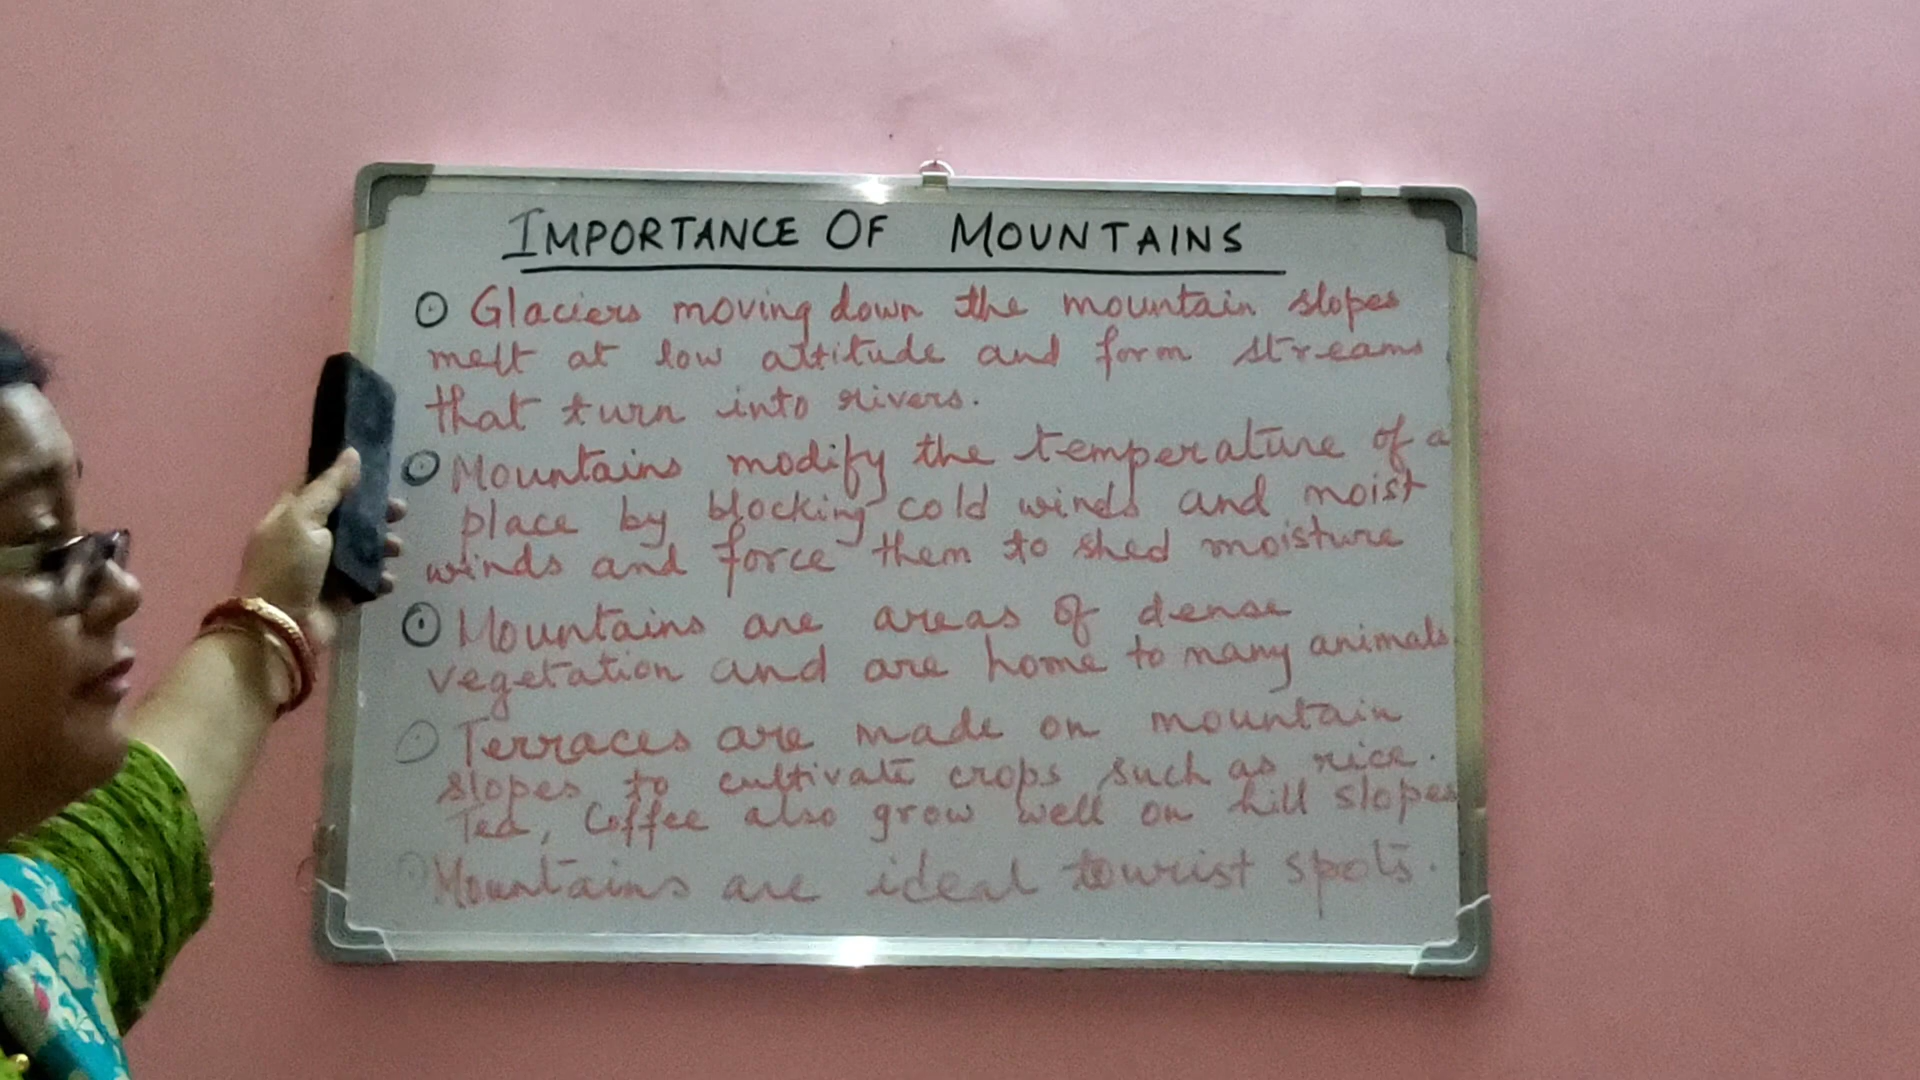 IMPORTANCE OF MOUNTAINS
Glaciers moving down the mountain slopes
melt at low attitude and form streams
that turn into rivers.
Mountains modify the temperature of a
place by blocking cold winds and moist
winds and force them to shed moisture
Mountains are areas of dense
vegetation and are home to many animals
Terraces are made on mountain
slopes to cultivate crops such as rice.
Tea, Coffee also grow well on hill slopes
Mountains are ideal tourist spots.